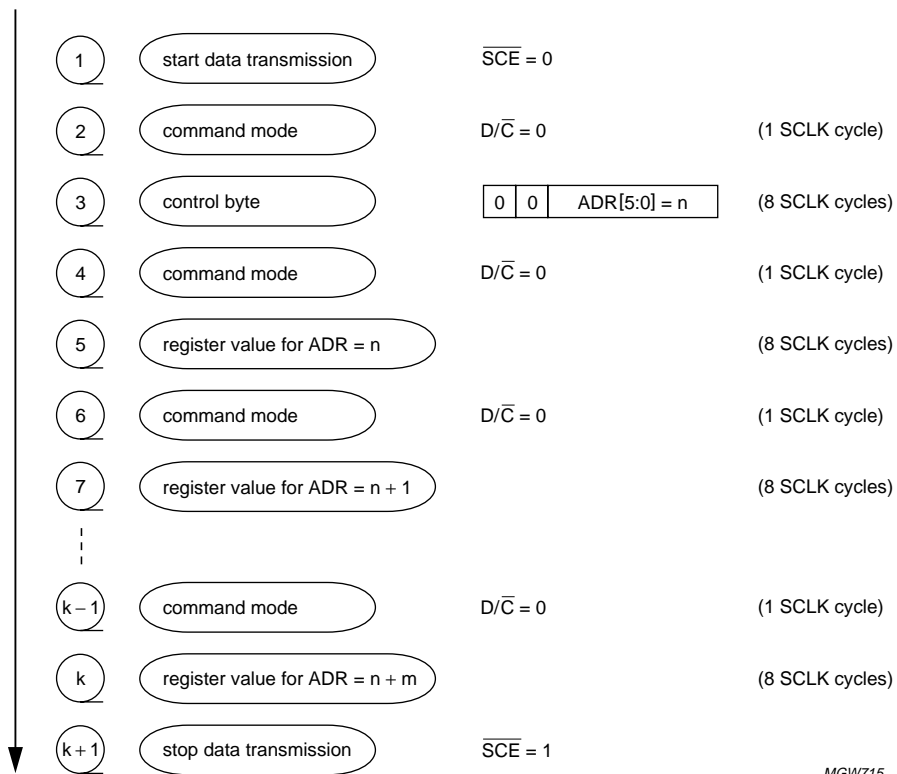 1 start data transmission S̅C̅E̅ = 0
2 command mode D/C̅ = 0 (1 SCLK cycle)
3 control byte 0 0 ADR[5:0] = n (8 SCLK cycles)
4 command mode D/C̅ = 0 (1 SCLK cycle)
5 register value for ADR = n (8 SCLK cycles)
6 command mode D/C̅ = 0 (1 SCLK cycle)
7 register value for ADR = n + 1 (8 SCLK cycles)
k − 1 command mode D/C̅ = 0 (1 SCLK cycle)
k register value for ADR = n + m (8 SCLK cycles)
k + 1 stop data transmission S̅C̅E̅ = 1
MGW715